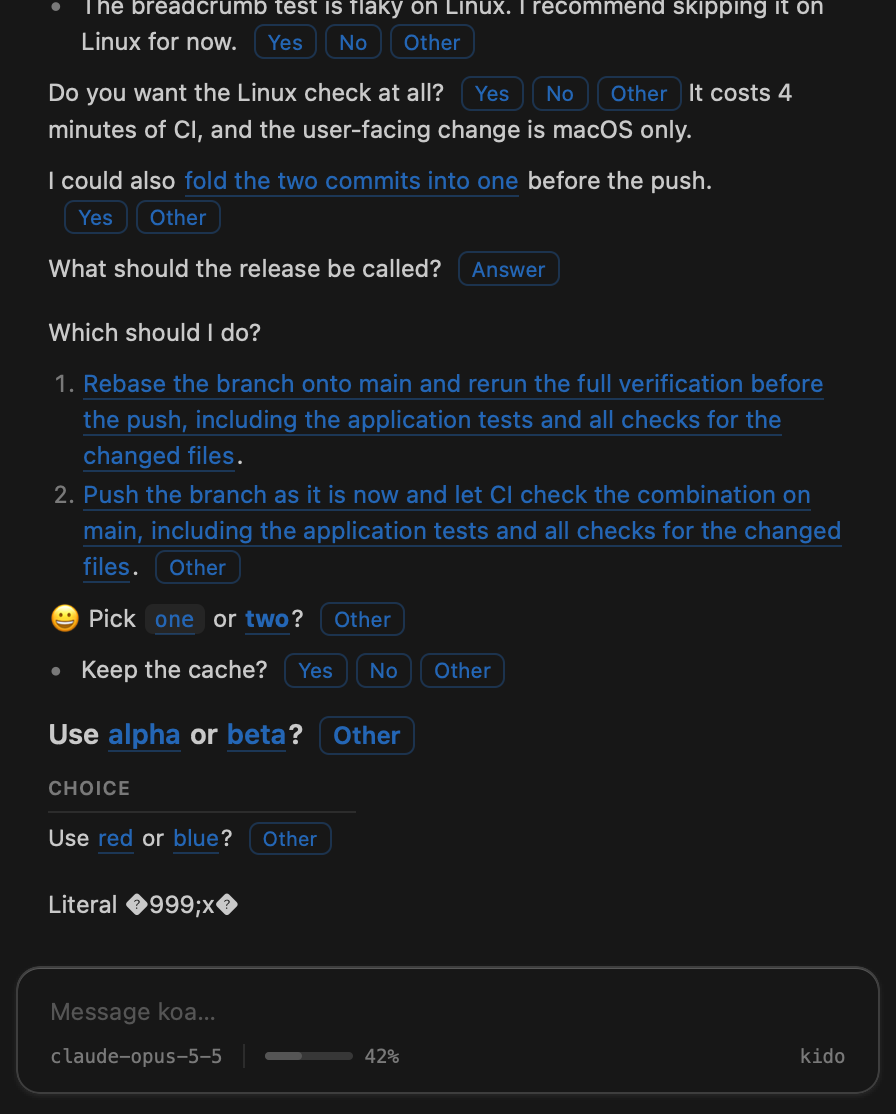 • The breadcrumb test is flaky on Linux. I recommend skipping it on
Linux for now. Yes No Other
Do you want the Linux check at all? Yes No Other It costs 4
minutes of CI, and the user-facing change is macOS only.
I could also fold the two commits into one before the push.
Yes Other
What should the release be called? Answer
Which should I do?
1. Rebase the branch onto main and rerun the full verification before
the push, including the application tests and all checks for the
changed files.
2. Push the branch as it is now and let CI check the combination on
main, including the application tests and all checks for the changed
files. Other
😀 Pick one or two? Other
• Keep the cache? Yes No Other
Use alpha or beta? Other
CHOICE
Use red or blue? Other
Literal �999;x�
Message koa...
claude-opus-5-5 42% kido